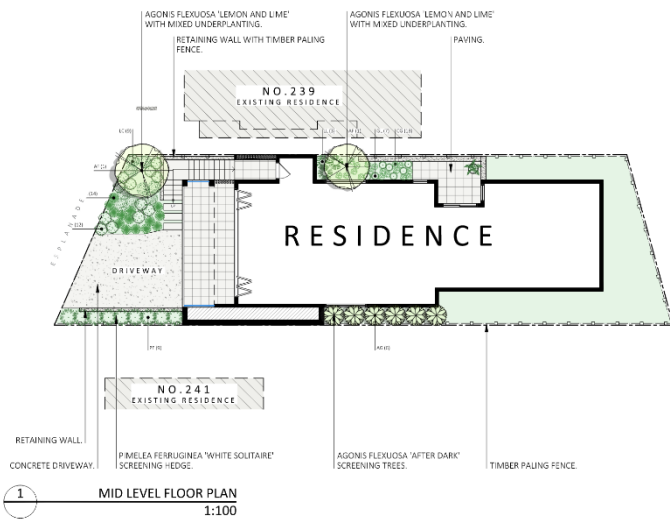 AGONIS FLEXUOSA 'LEMON AND LIME'
WITH MIXED UNDERPLANTING.
AGONIS FLEXUOSA 'LEMON AND LIME'
WITH MIXED UNDERPLANTING.
RETAINING WALL WITH TIMBER PALING
FENCE.
PAVING.
NO.239
EXISTING RESIDENCE
ESPLANADE
RESIDENCE
DRIVEWAY
NO.241
EXISTING RESIDENCE
RETAINING WALL.
CONCRETE DRIVEWAY.
PIMELEA FERRUGINEA 'WHITE SOLITAIRE'
SCREENING HEDGE.
AGONIS FLEXUOSA 'AFTER DARK'
SCREENING TREES.
TIMBER PALING FENCE.
1
MID LEVEL FLOOR PLAN
1:100